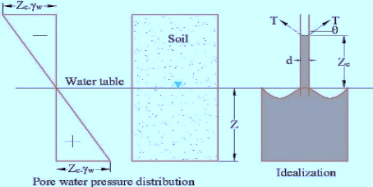 Zc.γw
Soil
T
T
θ
d
Zc
Water table
Z
Zc.γw
Idealization
Pore water pressure distribution